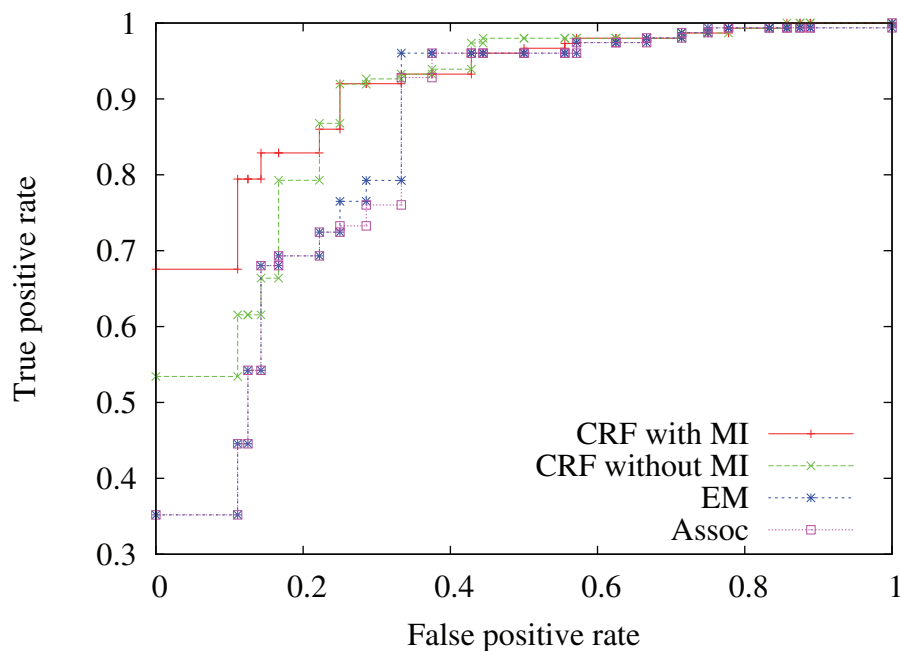 1
0.9
0.8
0.7
0.6
0.5
0.4
0.3
True positive rate
CRF with MI
CRF without MI
EM
Assoc
0 0.2 0.4 0.6 0.8 1
False positive rate